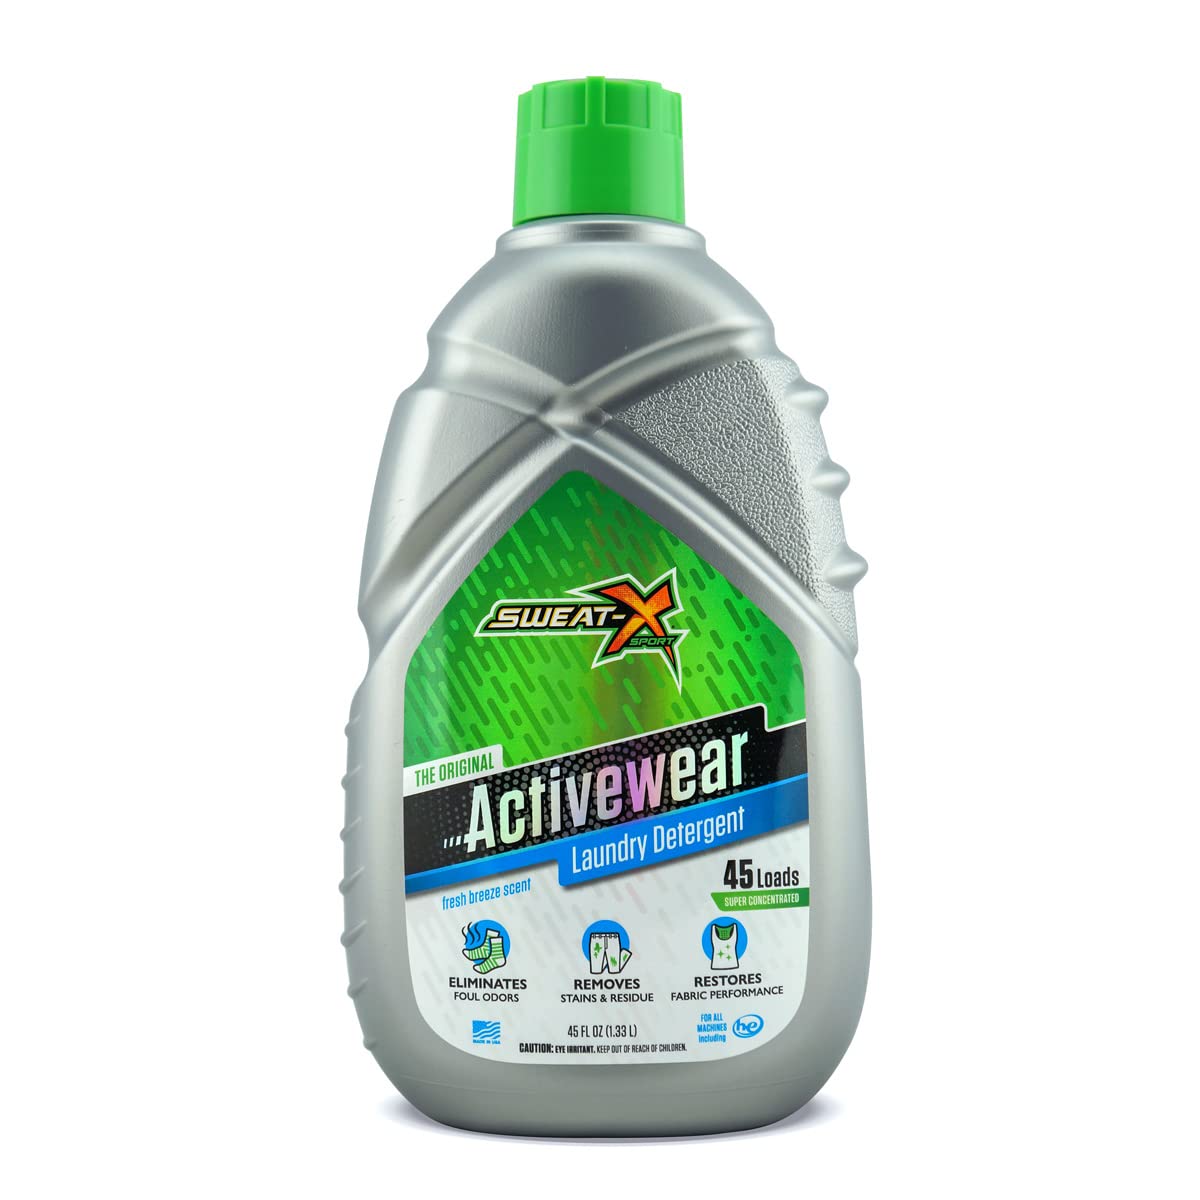 SWEAT-X
SPORT
THE ORIGINAL
Activewear
Laundry Detergent
fresh breeze scent
45 Loads
SUPER CONCENTRATED
ELIMINATES
FOUL ODORS
REMOVES
STAINS & RESIDUE
RESTORES
FABRIC PERFORMANCE
MADE IN USA
45 FL OZ (1.33 L)
CAUTION: EYE IRRITANT. KEEP OUT OF REACH OF CHILDREN.
FOR ALL
MACHINES
including
he